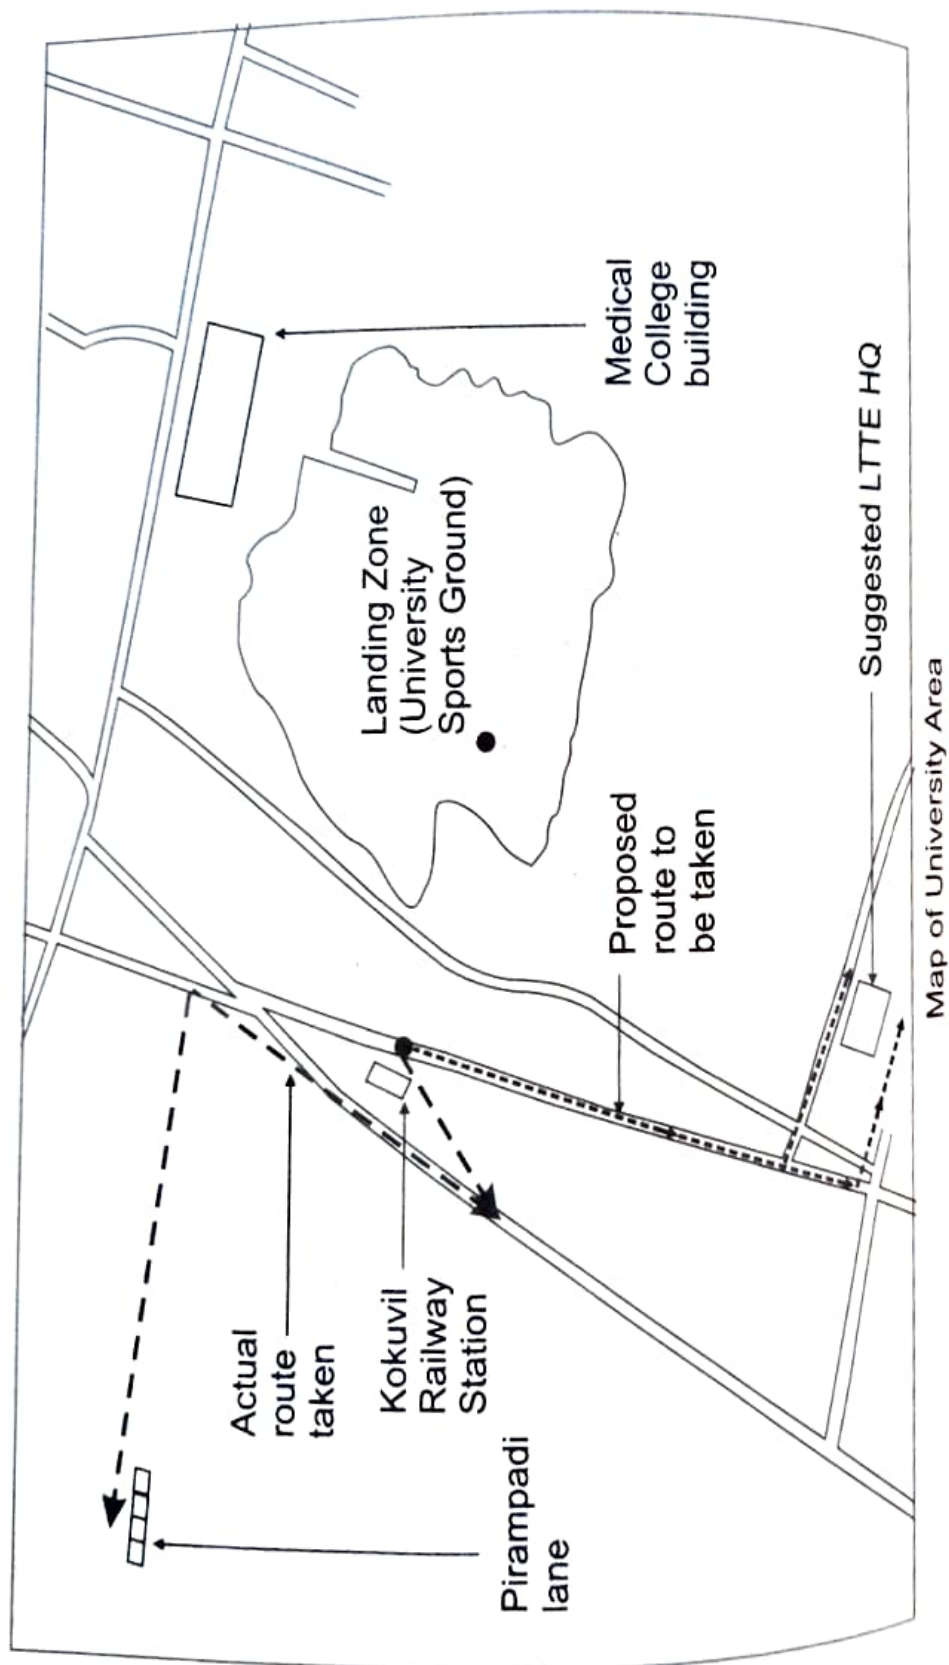 Medical
College
building
Landing Zone
(University
Sports Ground)
Suggested LTTE HQ
Proposed
route to
be taken
Actual
route
taken
Kokuvil
Railway
Station
Pirampadi
lane
Map of University Area